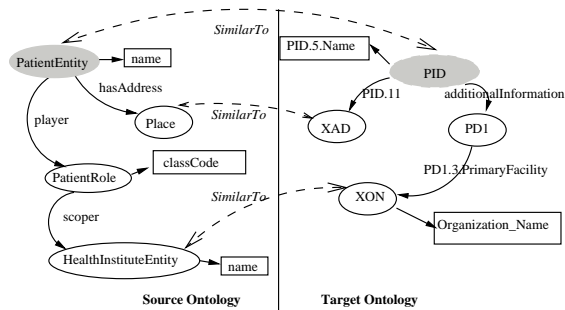 SimilarTo
PID.5.Name
PatientEntity
name
PID
hasAddress
PID.11
additionalInformation
player
Place
SimilarTo
XAD
PD1
classCode
PD1.3.PrimaryFacility
PatientRole
SimilarTo
XON
scoper
Organization_Name
HealthInstituteEntity
name
Source Ontology
Target Ontology